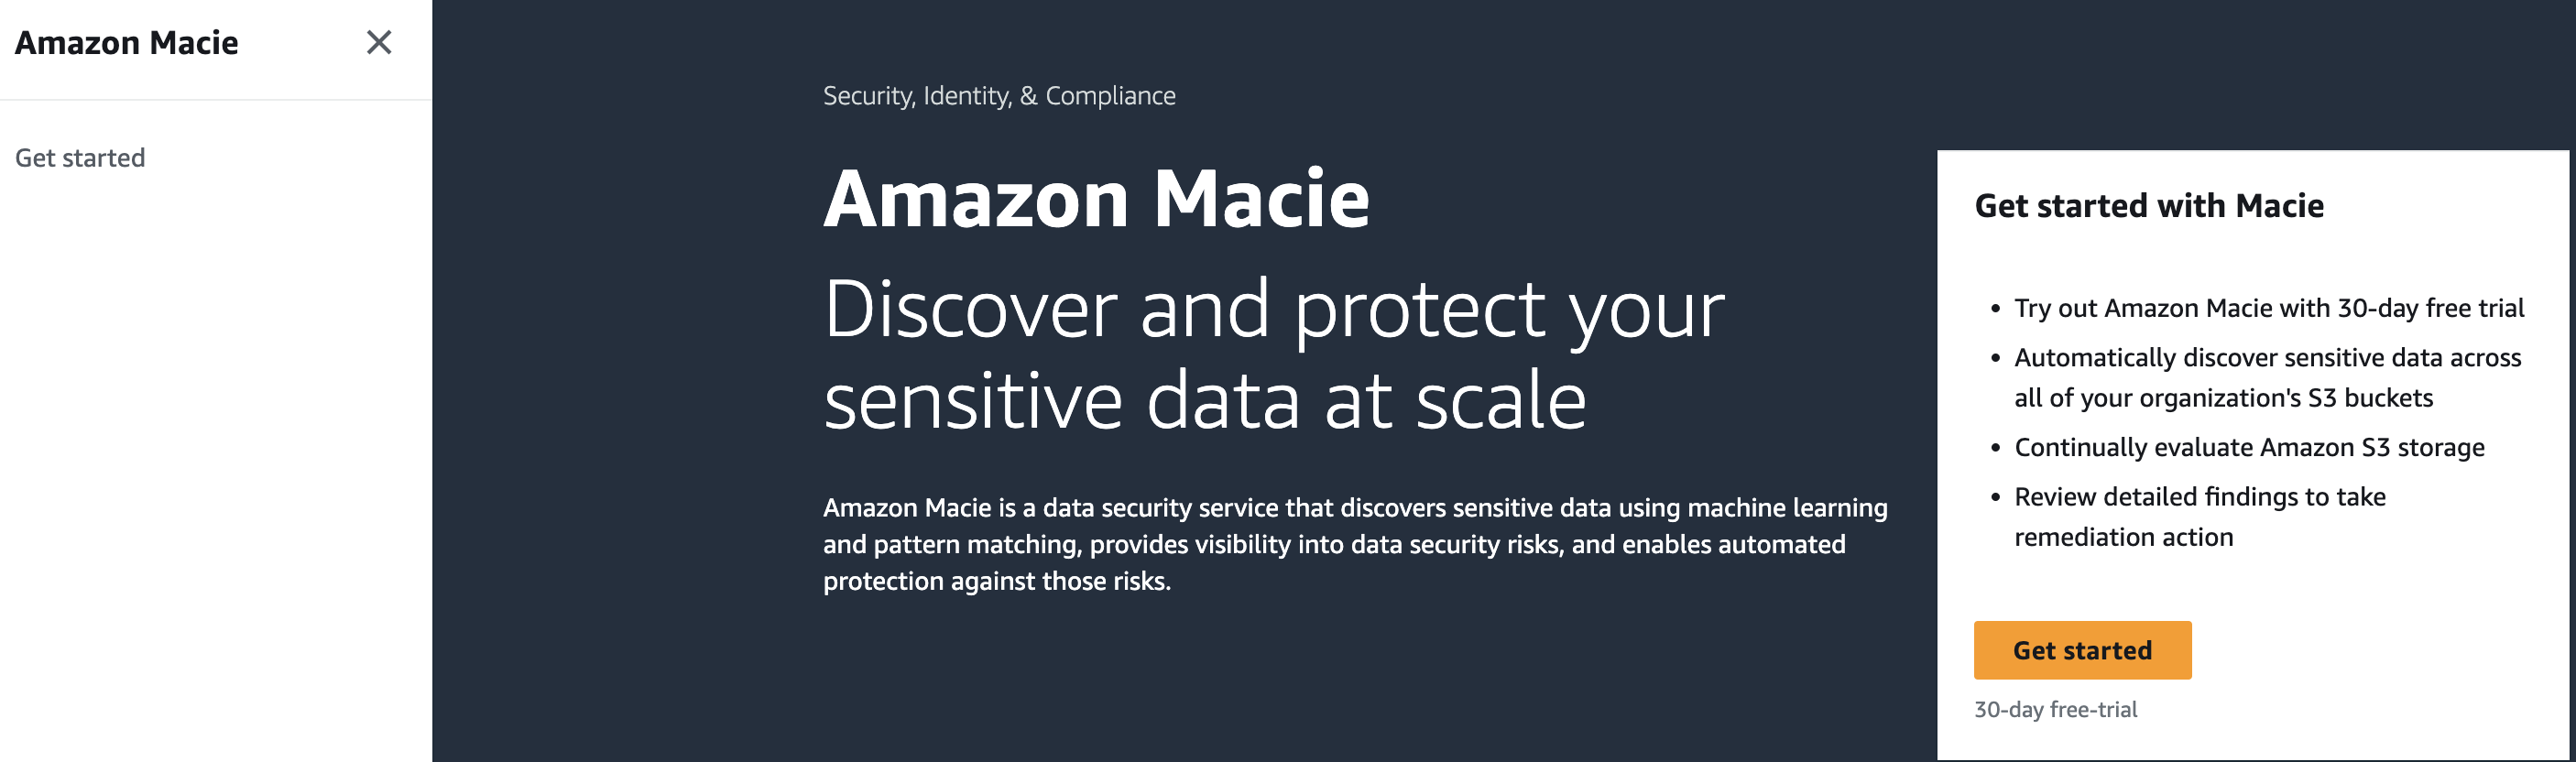 Amazon Macie
Get started
Security, Identity, & Compliance
Amazon Macie
Discover and protect your
sensitive data at scale
Amazon Macie is a data security service that discovers sensitive data using machine learning
and pattern matching, provides visibility into data security risks, and enables automated
protection against those risks.
Get started with Macie
• Try out Amazon Macie with 30-day free trial
• Automatically discover sensitive data across
all of your organization's S3 buckets
• Continually evaluate Amazon S3 storage
• Review detailed findings to take
remediation action
Get started
30-day free-trial